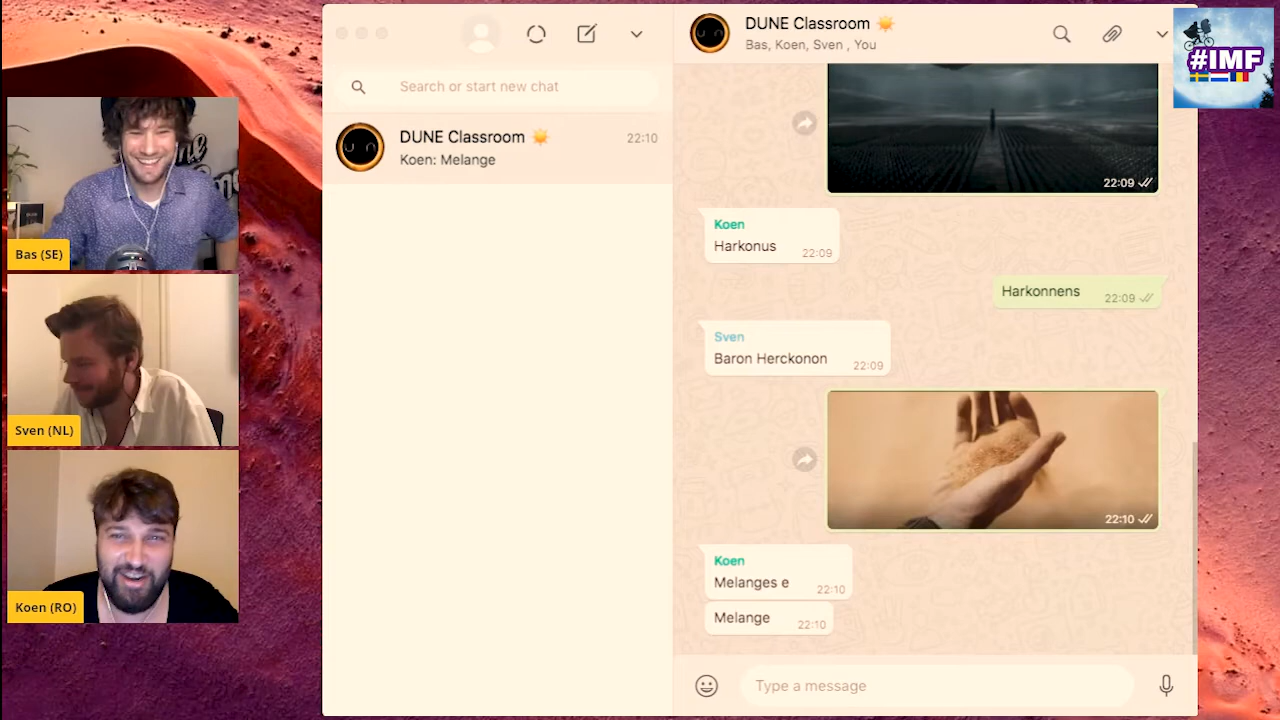 Bas (SE)
Sven (NL)
Koen (RO)
Search or start new chat
DUNE Classroom ☀️
22:10
Koen: Melange
DUNE Classroom ☀️
Bas, Koen, Sven , You
22:09
Koen
Harkonus
22:09
Harkonnens
22:09
Sven
Baron Herckonon
22:09
22:10
Koen
Melanges e
22:10
Melange
22:10
Type a message
#IMF